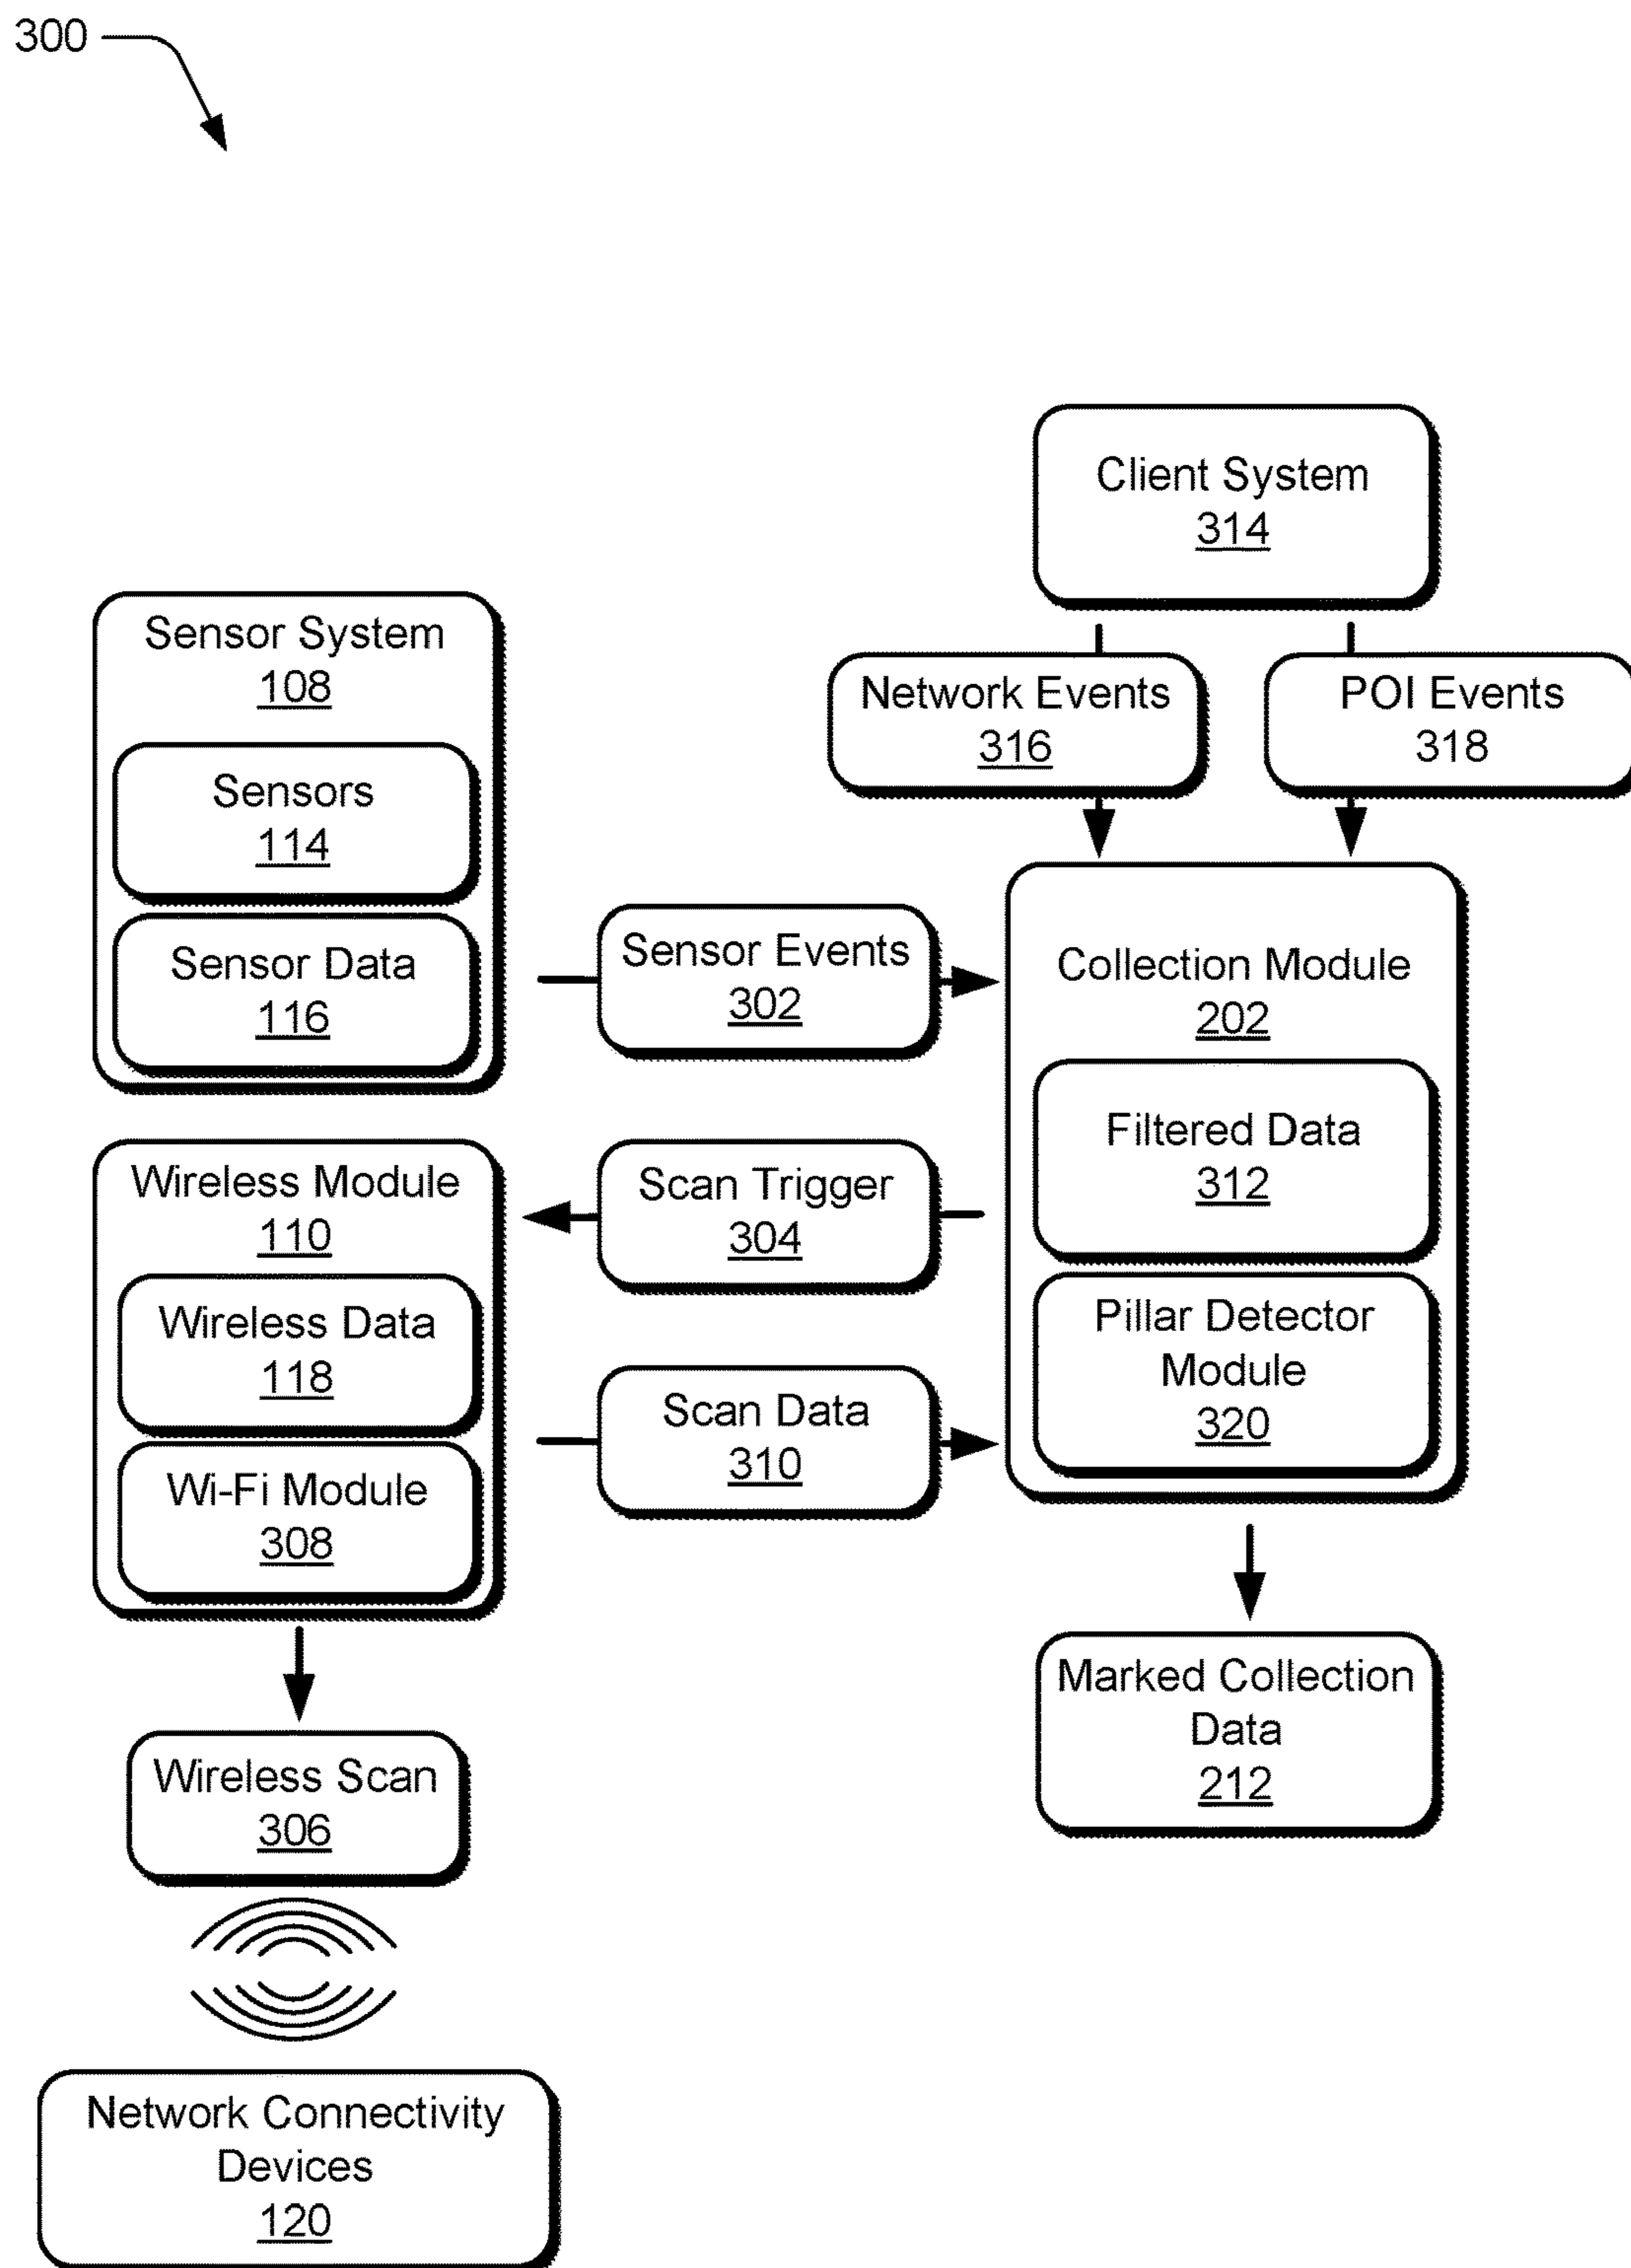 300
Client System
314
Sensor System
108
Network Events
316
POI Events
318
Sensors
114
Sensor Data
116
Sensor Events
302
Collection Module
202
Filtered Data
312
Wireless Module
110
Scan Trigger
304
Wireless Data
118
Pillar Detector
Module
320
Scan Data
310
Wi-Fi Module
308
Marked Collection
Data
212
Wireless Scan
306
Network Connectivity
Devices
120